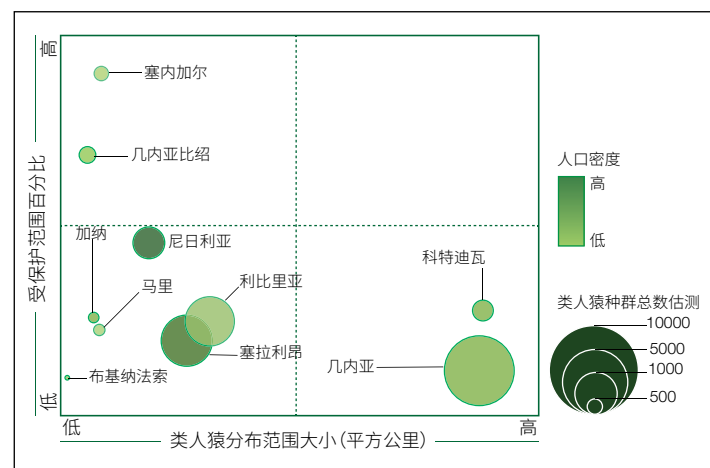 高
受保护范围百分比
低
塞内加尔
几内亚比绍
加纳
尼日利亚
马里
利比里亚
塞拉利昂
布基纳法索
科特迪瓦
几内亚
低
类人猿分布范围大小(平方公里)
高
人口密度
高
低
类人猿种群总数估测
10000
5000
1000
500